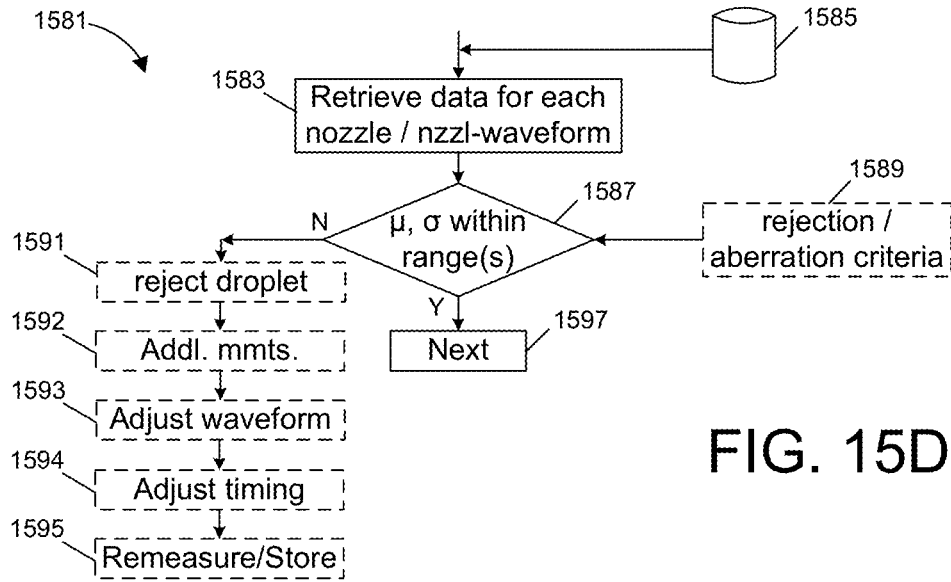 1581
1585
1583
Retrieve data for each
nozzle / nzzl-waveform
1587
1589
N
μ, σ within
range(s)
rejection /
aberration criteria
1591
reject droplet
Y
1592
Addl. mmts.
1597
Next
1593
Adjust waveform
1594
Adjust timing
FIG. 15D
1595
Remeasure/Store